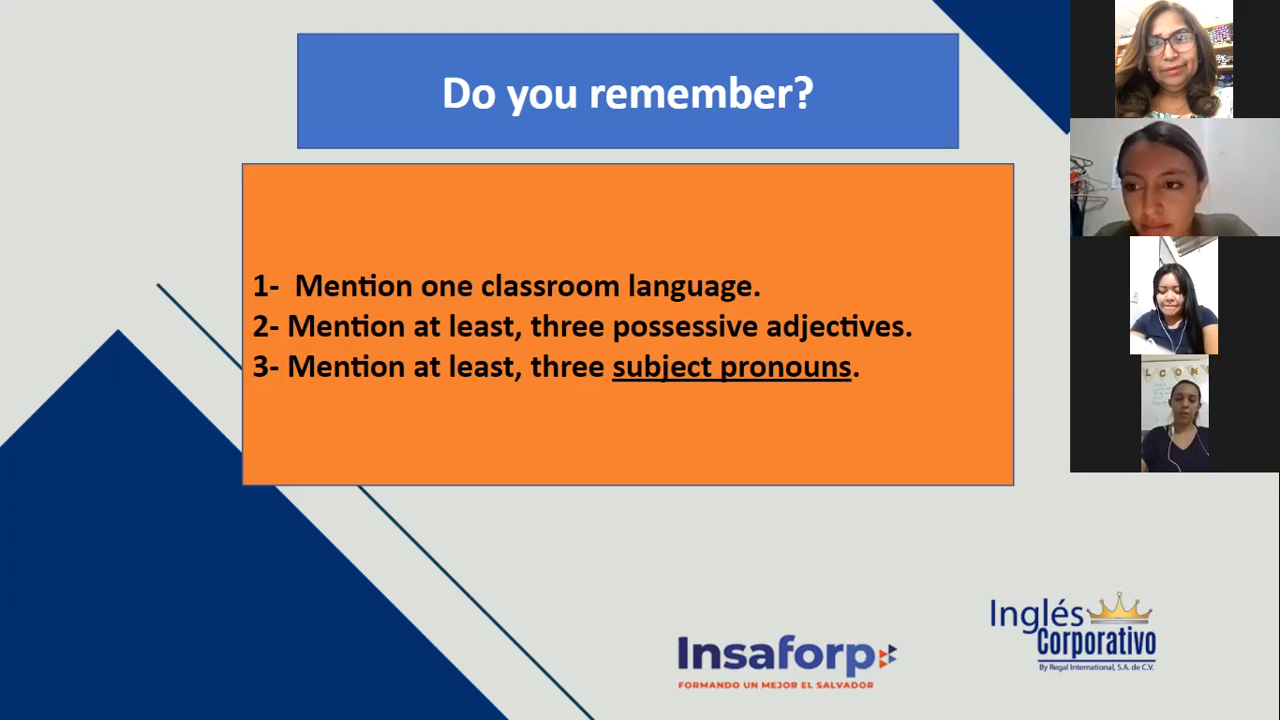 Do you remember?
1- Mention one classroom language.
2- Mention at least, three possessive adjectives.
3- Mention at least, three subject pronouns.
L C O M
Insaforp
FORMANDO UN MEJOR EL SALVADOR
Inglés
Corporativo
By Regal International, S.A. de C.V.